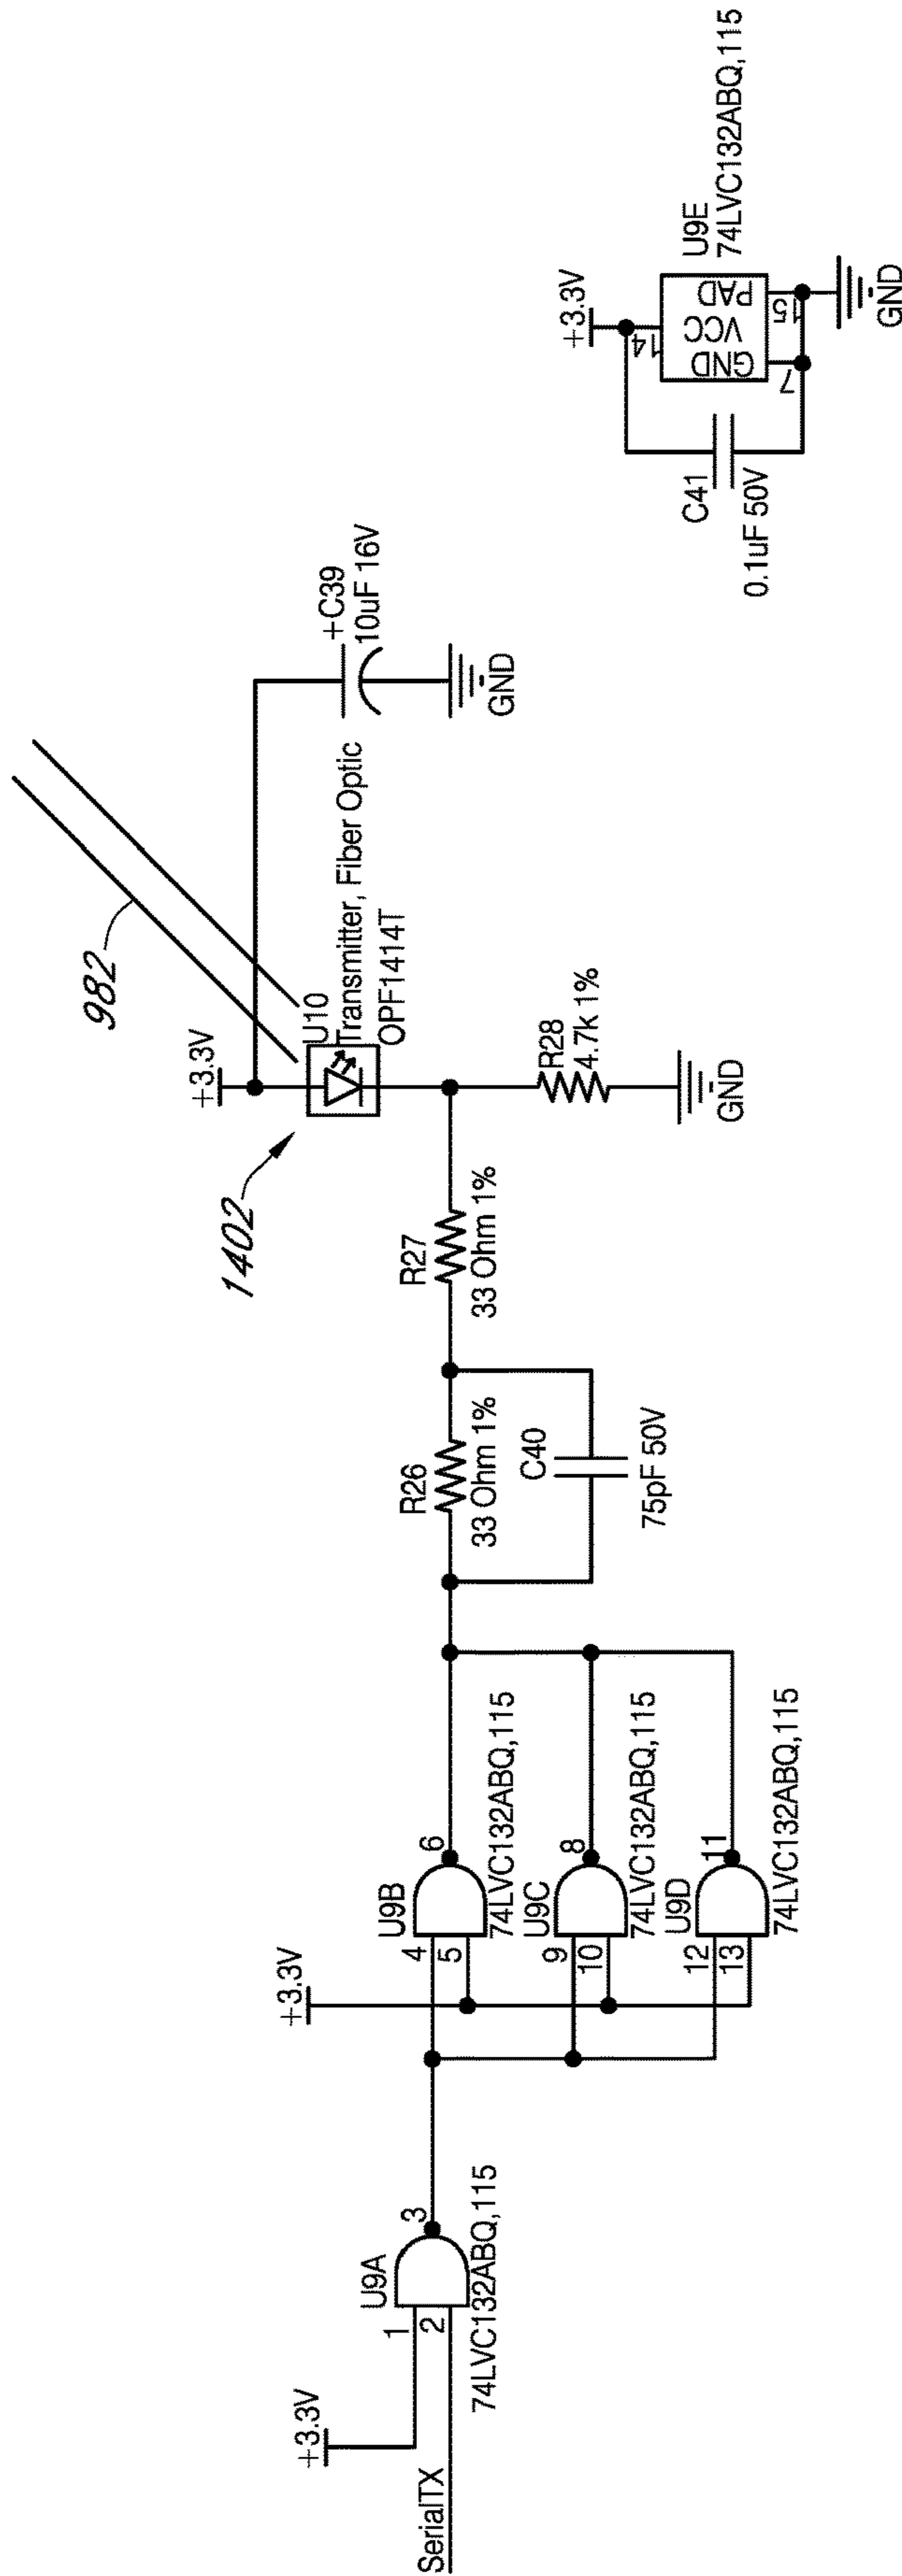 SerialTX
+3.3V
1
2
U9A
3
74LVC132ABQ,115
+3.3V
4
5
U9B
6
74LVC132ABQ,115
9
10
U9C
8
74LVC132ABQ,115
12
13
U9D
11
74LVC132ABQ,115
R26
33 Ohm 1%
C40
75pF 50V
R27
33 Ohm 1%
1402
982
+3.3V
U10
Transmitter, Fiber Optic
OPF1414T
R28
4.7k 1%
GND
+C39
10uF 16V
GND
C41
0.1uF 50V
+3.3V
14
GND
VCC
PAD
7
15
U9E
74LVC132ABQ,115
GND